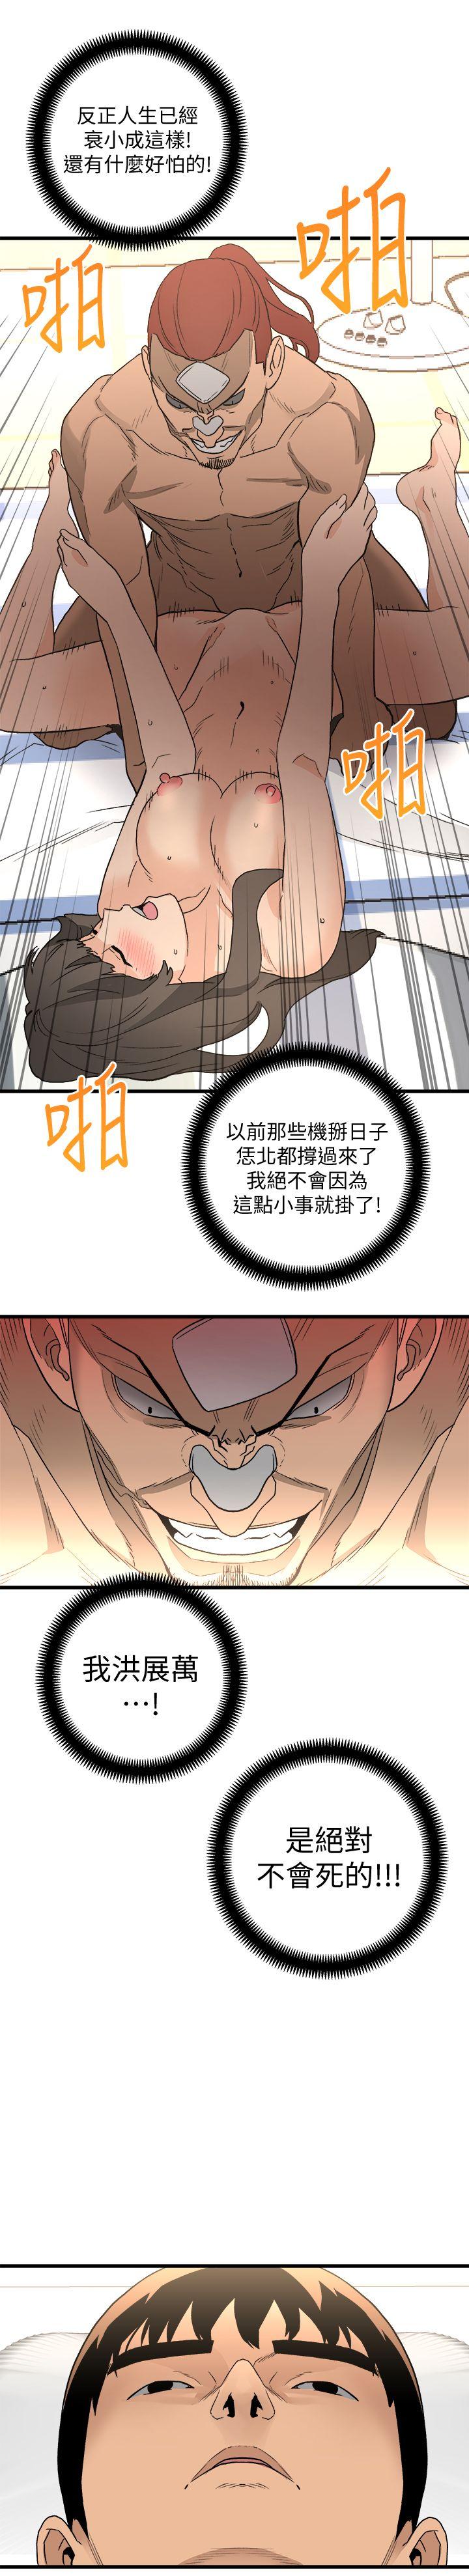 反正人生已經
衰小成這樣!
還有什麼好怕的!
啪
啪
啪
啪
以前那些機掰日子
恁北都撐過來了
我絕不會因為
這點小事就掛了!
我洪展萬
…!
是絕對
不會死的!!!